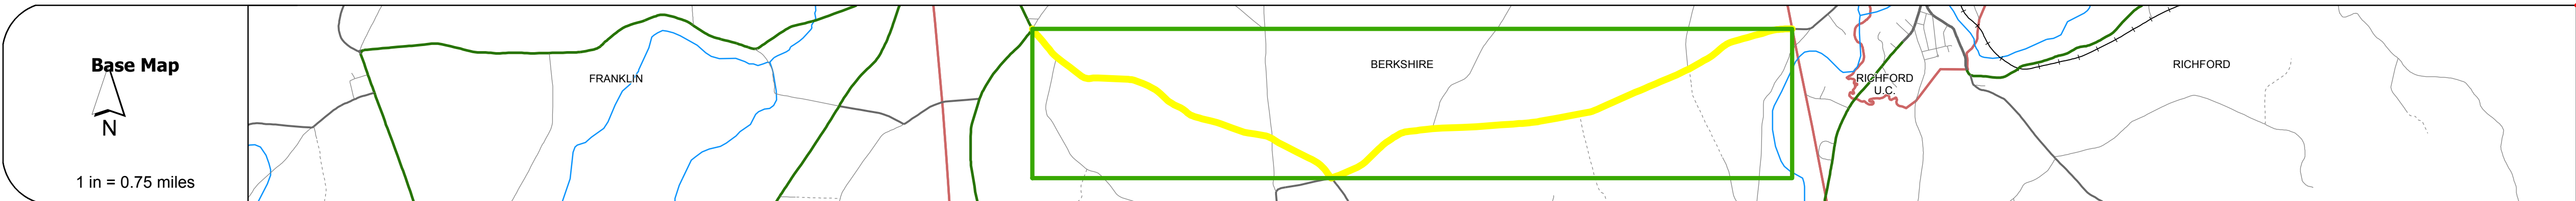 Base Map
N
1 in = 0.75 miles
FRANKLIN
BERKSHIRE
RICHFORD
U.C.
RICHFORD